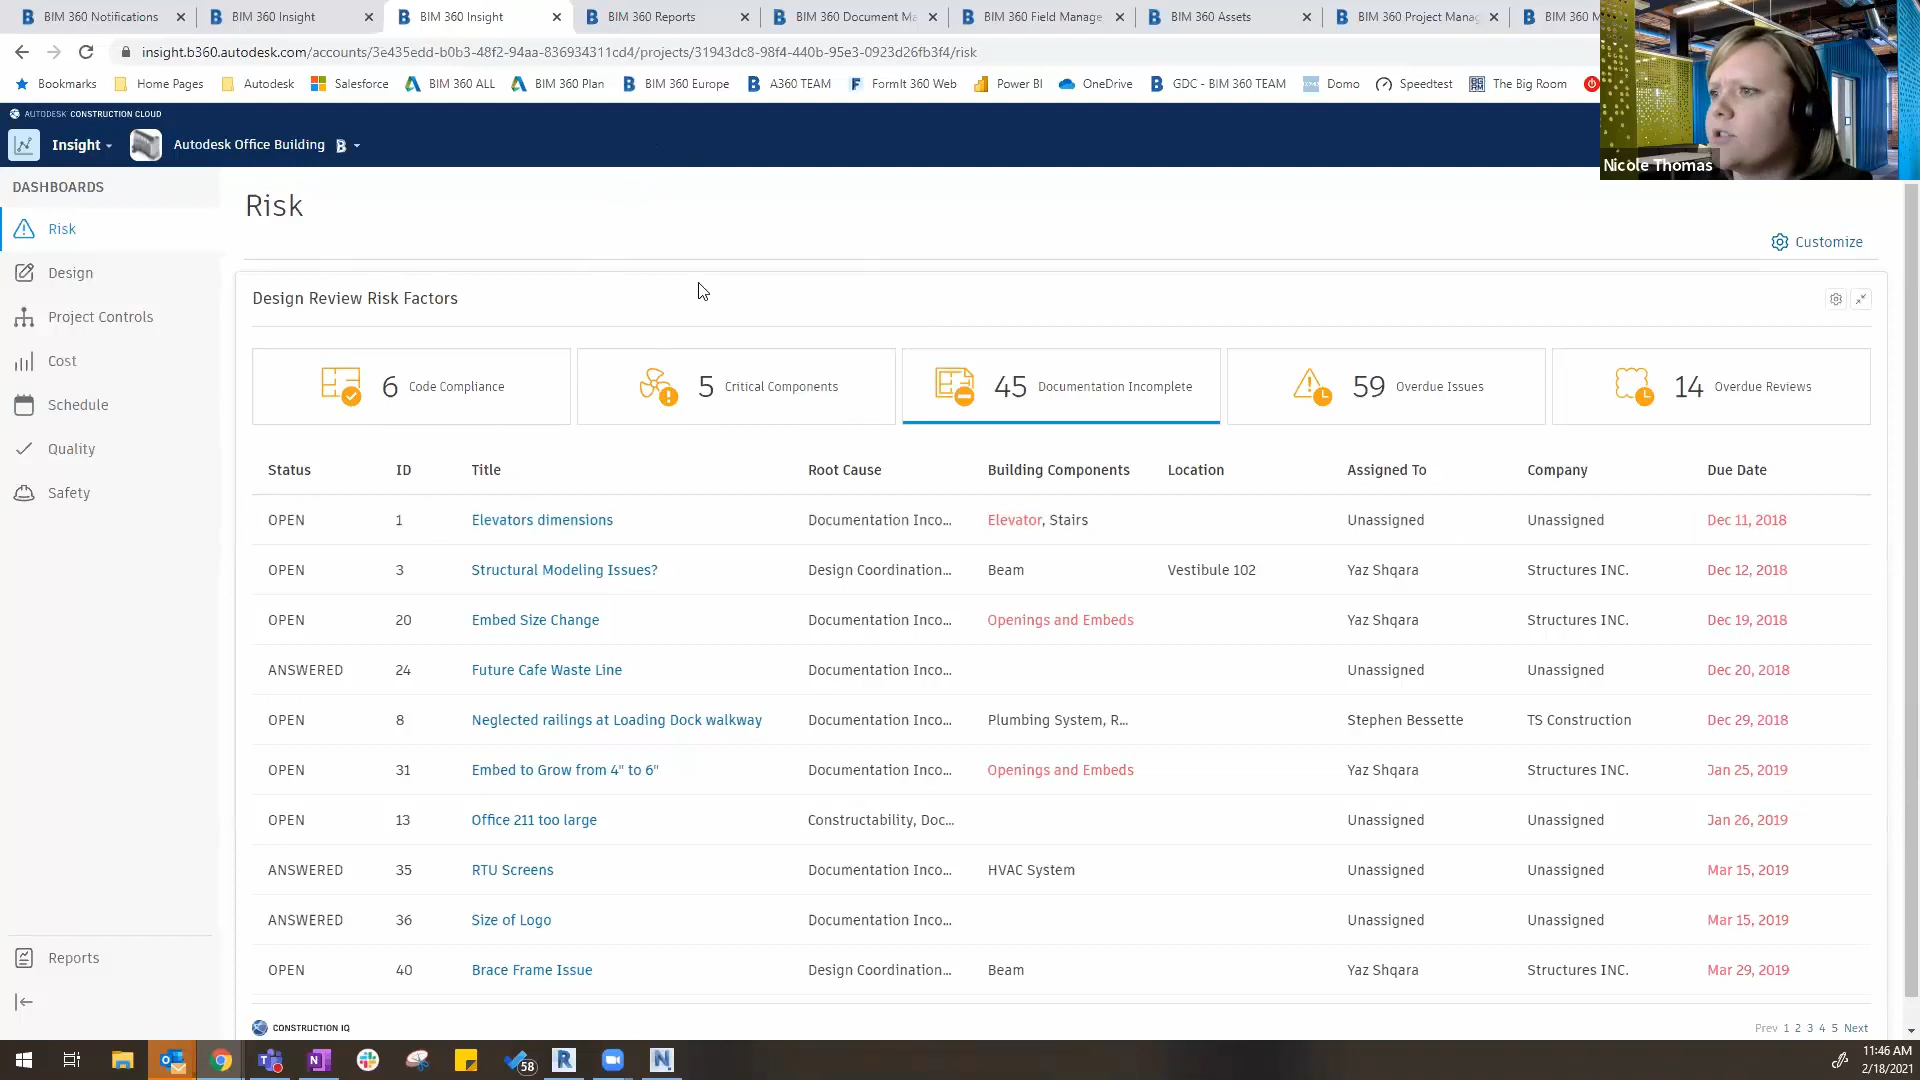 BIM 360 Notifications
BIM 360 Insight
BIM 360 Insight
BIM 360 Reports
BIM 360 Document Ma
BIM 360 Field Manage
BIM 360 Assets
BIM 360 Project Manag
BIM 360 M
insight.b360.autodesk.com/accounts/3e435edd-b0b3-48f2-94aa-836934311cd4/projects/31943dc8-98f4-440b-95e3-0923d26fb3f4/risk
Bookmarks Home Pages Autodesk Salesforce BIM 360 ALL BIM 360 Plan BIM 360 Europe A360 TEAM FormIt 360 Web Power BI OneDrive GDC - BIM 360 TEAM Domo Speedtest The Big Room
AUTODESK CONSTRUCTION CLOUD
Insight Autodesk Office Building B
Nicole Thomas
DASHBOARDS
Risk
Design
Project Controls
Cost
Schedule
Quality
Safety
Reports
Risk
Customize
Design Review Risk Factors
6 Code Compliance
5 Critical Components
45 Documentation Incomplete
59 Overdue Issues
14 Overdue Reviews
Status ID Title Root Cause Building Components Location Assigned To Company Due Date
OPEN 1 Elevators dimensions Documentation Inco... Elevator, Stairs Unassigned Unassigned Dec 11, 2018
OPEN 3 Structural Modeling Issues? Design Coordination... Beam Vestibule 102 Yaz Shqara Structures INC. Dec 12, 2018
OPEN 20 Embed Size Change Documentation Inco... Openings and Embeds Yaz Shqara Structures INC. Dec 19, 2018
ANSWERED 24 Future Cafe Waste Line Documentation Inco... Unassigned Unassigned Dec 20, 2018
OPEN 8 Neglected railings at Loading Dock walkway Documentation Inco... Plumbing System, R... Stephen Bessette TS Construction Dec 29, 2018
OPEN 31 Embed to Grow from 4" to 6" Documentation Inco... Openings and Embeds Yaz Shqara Structures INC. Jan 25, 2019
OPEN 13 Office 211 too large Constructability, Doc... Unassigned Unassigned Jan 26, 2019
ANSWERED 35 RTU Screens Documentation Inco... HVAC System Unassigned Unassigned Mar 15, 2019
ANSWERED 36 Size of Logo Documentation Inco... Unassigned Unassigned Mar 15, 2019
OPEN 40 Brace Frame Issue Design Coordination... Beam Yaz Shqara Structures INC. Mar 29, 2019
CONSTRUCTION IQ
Prev 1 2 3 4 5 Next
58
11:46 AM
2/18/2021